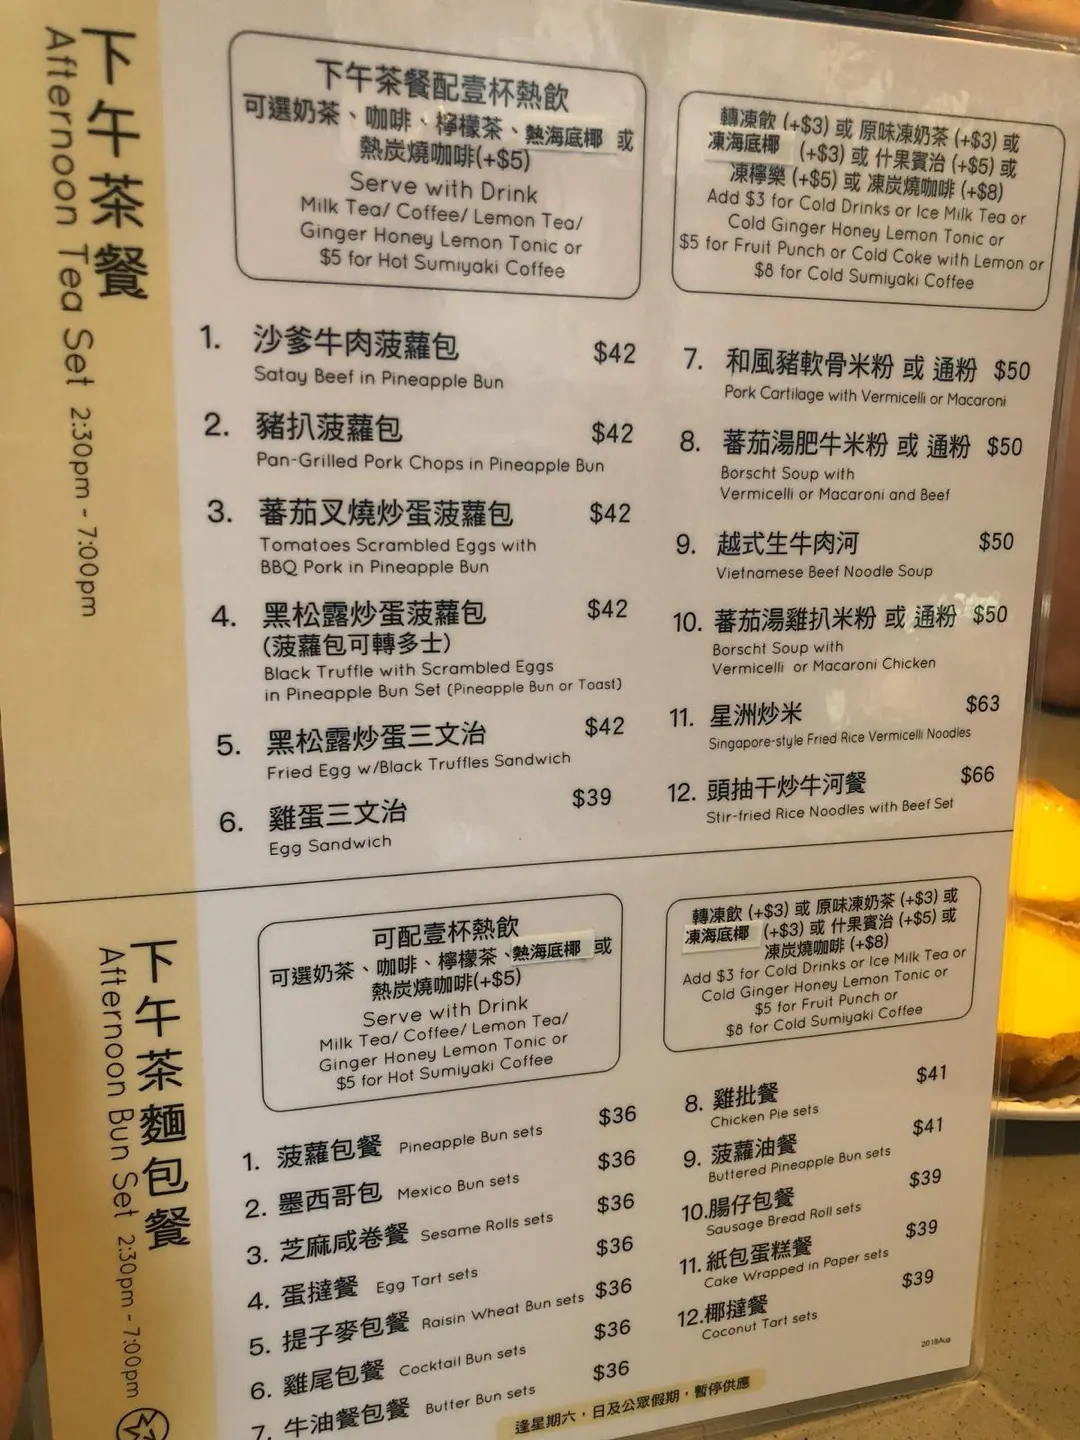 下午茶餐
Afternoon Tea Set 2:30pm - 7:00pm
下午茶餐配壹杯熱飲
可選奶茶、咖啡、檸檬茶、熱海底椰 或
熱炭燒咖啡(+$5)
Serve with Drink
Milk Tea/ Coffee/ Lemon Tea/
Ginger Honey Lemon Tonic or
$5 for Hot Sumiyaki Coffee
轉凍飲 (+$3) 或 原味凍奶茶 (+$3) 或
凍海底椰 (+$3) 或 什果賓治 (+$5) 或
凍檸樂 (+$5) 或 凍炭燒咖啡 (+$8)
Add $3 for Cold Drinks or Ice Milk Tea or
Cold Ginger Honey Lemon Tonic or
$5 for Fruit Punch or Cold Coke with Lemon or
$8 for Cold Sumiyaki Coffee
1. 沙爹牛肉菠蘿包 $42
Satay Beef in Pineapple Bun
2. 豬扒菠蘿包 $42
Pan-Grilled Pork Chops in Pineapple Bun
3. 蕃茄叉燒炒蛋菠蘿包 $42
Tomatoes Scrambled Eggs with
BBQ Pork in Pineapple Bun
4. 黑松露炒蛋菠蘿包 $42
(菠蘿包可轉多士)
Black Truffle with Scrambled Eggs
in Pineapple Bun Set (Pineapple Bun or Toast)
5. 黑松露炒蛋三文治 $42
Fried Egg w/Black Truffles Sandwich
6. 雞蛋三文治 $39
Egg Sandwich
7. 和風豬軟骨米粉 或 通粉 $50
Pork Cartilage with Vermicelli or Macaroni
8. 蕃茄湯肥牛米粉 或 通粉 $50
Borscht Soup with
Vermicelli or Macaroni and Beef
9. 越式生牛肉河 $50
Vietnamese Beef Noodle Soup
10. 蕃茄湯雞扒米粉 或 通粉 $50
Borscht Soup with
Vermicelli or Macaroni Chicken
11. 星洲炒米 $63
Singapore-style Fried Rice Vermicelli Noodles
12. 頭抽干炒牛河餐 $66
Stir-fried Rice Noodles with Beef Set
下午茶麵包餐
Afternoon Bun Set 2:30pm - 7:00pm
可配壹杯熱飲
可選奶茶、咖啡、檸檬茶、熱海底椰 或
熱炭燒咖啡(+$5)
Serve with Drink
Milk Tea/ Coffee/ Lemon Tea/
Ginger Honey Lemon Tonic or
$5 for Hot Sumiyaki Coffee
轉凍飲 (+$3) 或 原味凍奶茶 (+$3) 或
凍海底椰 (+$3) 或 什果賓治 (+$5) 或
凍炭燒咖啡 (+$8)
Add $3 for Cold Drinks or Ice Milk Tea or
Cold Ginger Honey Lemon Tonic or
$5 for Fruit Punch or
$8 for Cold Sumiyaki Coffee
1. 菠蘿包餐 Pineapple Bun sets $36
2. 墨西哥包 Mexico Bun sets $36
3. 芝麻咸卷餐 Sesame Rolls sets $36
4. 蛋撻餐 Egg Tart sets $36
5. 提子麥包餐 Raisin Wheat Bun sets $36
6. 雞尾包餐 Cocktail Bun sets $36
7. 牛油餐包餐 Butter Bun sets $36
8. 雞批餐 $41
Chicken Pie sets
9. 菠蘿油餐 $41
Buttered Pineapple Bun sets
10.腸仔包餐 $39
Sausage Bread Roll sets
11. 紙包蛋糕餐 $39
Cake Wrapped in Paper sets
12.椰撻餐 $39
Coconut Tart sets
2019Aug
逢星期六，日及公眾假期，暫停供應